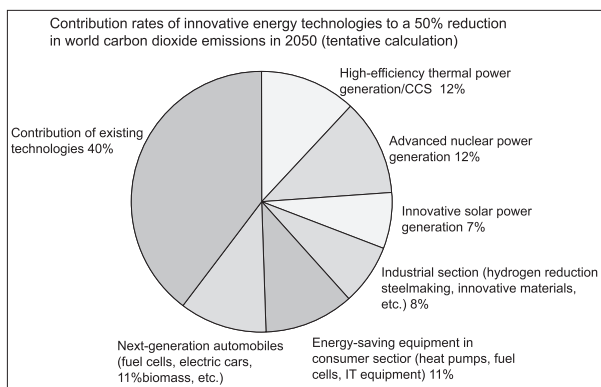 Contribution rates of innovative energy technologies to a 50% reduction
in world carbon dioxide emissions in 2050 (tentative calculation)
High-efficiency thermal power
generation/CCS 12%
Advanced nuclear power
generation 12%
Innovative solar power
generation 7%
Industrial section (hydrogen reduction
steelmaking, innovative materials,
etc.) 8%
Energy-saving equipment in
consumer sectior (heat pumps, fuel
cells, IT equipment) 11%
Next-generation automobiles
(fuel cells, electric cars,
11%biomass, etc.)
Contribution of existing
technologies 40%